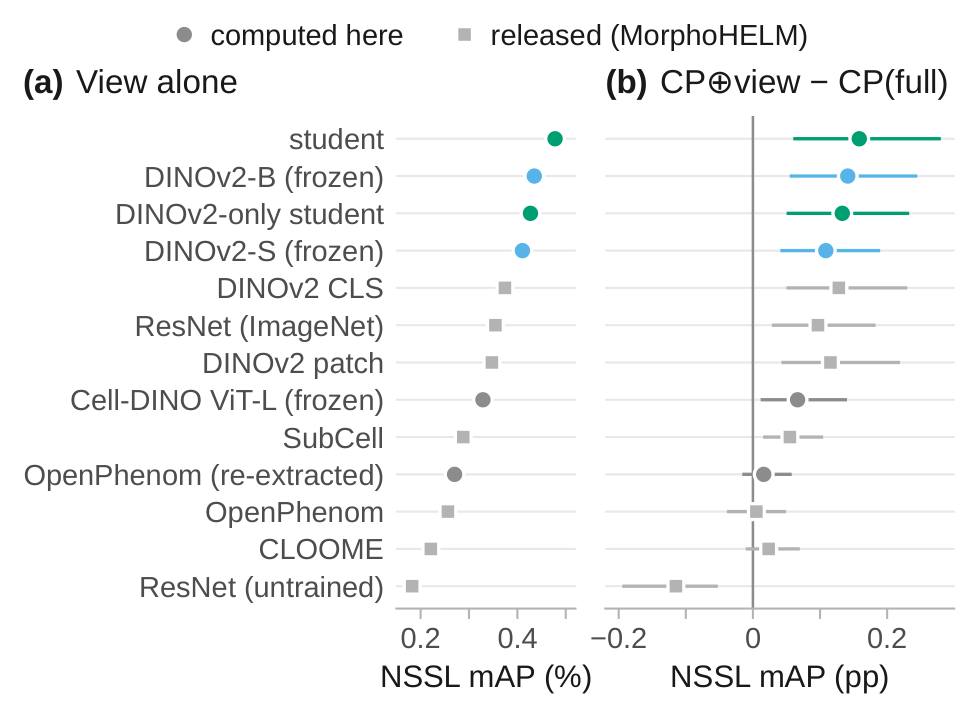 computed here released (MorphoHELM)
(a) View alone
(b) CP⊕view − CP(full)
student
DINOv2-B (frozen)
DINOv2-only student
DINOv2-S (frozen)
DINOv2 CLS
ResNet (ImageNet)
DINOv2 patch
Cell-DINO ViT-L (frozen)
SubCell
OpenPhenom (re-extracted)
OpenPhenom
CLOOME
ResNet (untrained)
0.2 0.4
−0.2 0 0.2
NSSL mAP (%)
NSSL mAP (pp)